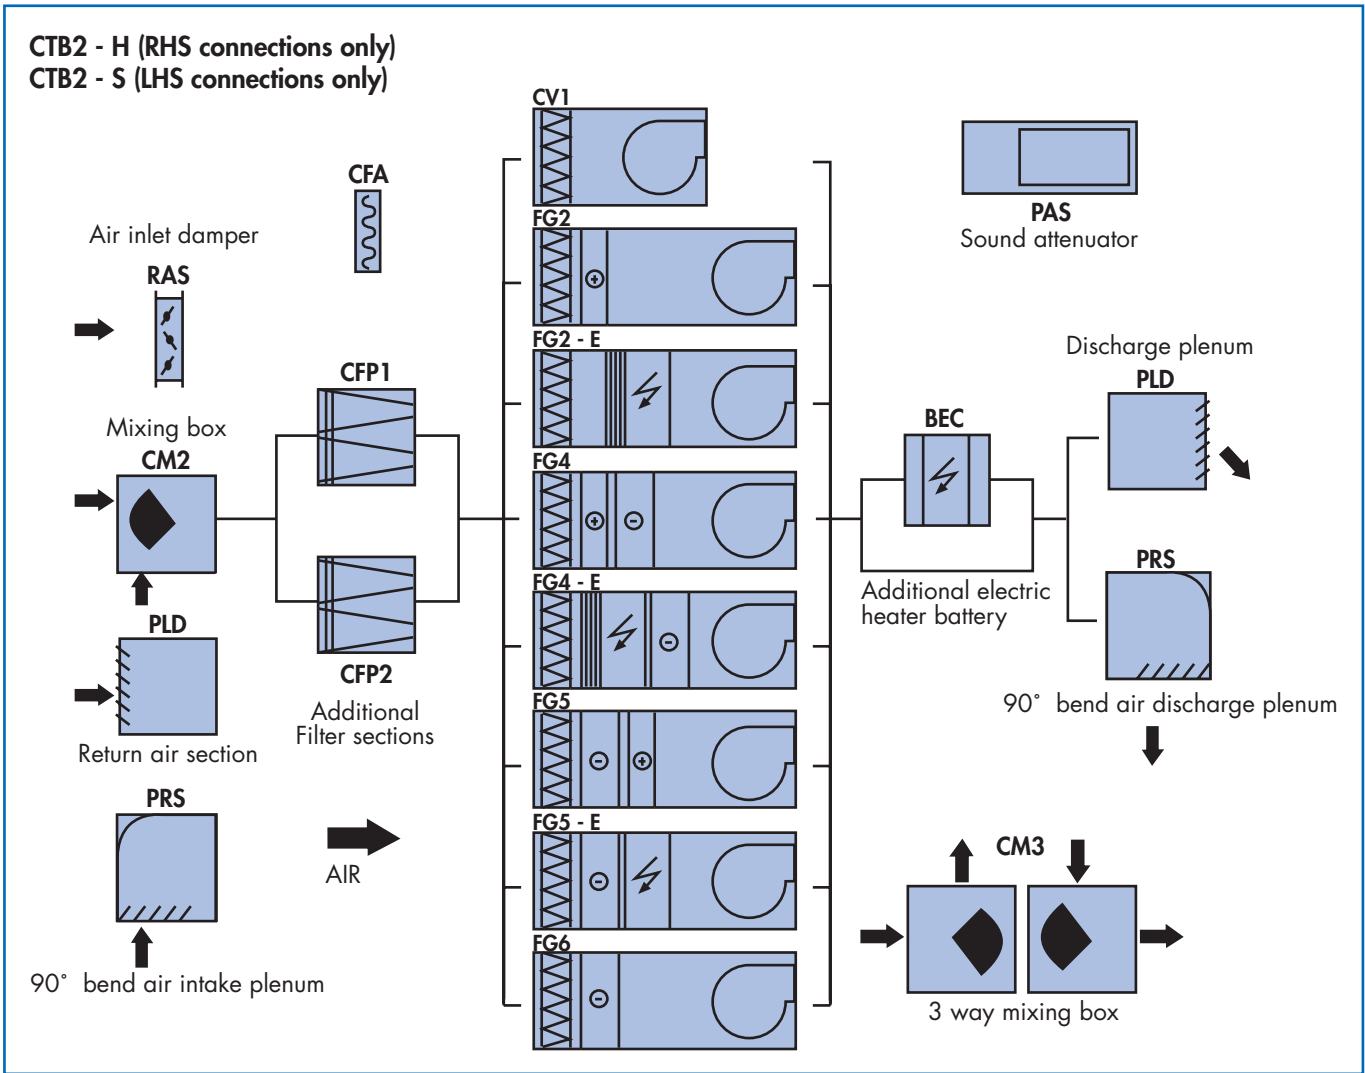 CTB2 - H (RHS connections only)
CTB2 - S (LHS connections only)
Air inlet damper
RAS
Mixing box
CM2
PLD
Return air section
PRS
90° bend air intake plenum
CFA
CFP1
CFP2
Additional
Filter sections
AIR
CV1
FG2
FG2 - E
FG4
FG4 - E
FG5
FG5 - E
FG6
PAS
Sound attenuator
BEC
Additional electric
heater battery
Discharge plenum
PLD
PRS
90° bend air discharge plenum
CM3
3 way mixing box